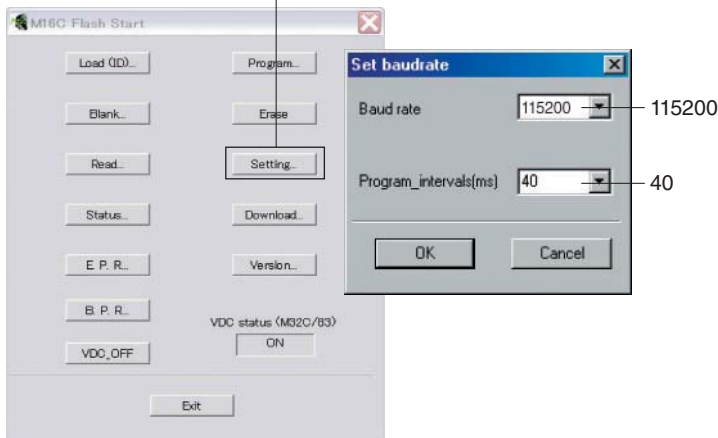 M16C Flash Start
Load (ID)...
Program...
Blank...
Erase
Read...
Setting...
Status...
Download...
E. P. R...
Version...
B. P. R...
VDC status (M32C/83)
ON
VDC_OFF
Exit
Set baudrate
Baud rate
115200
115200
Program_intervals(ms)
40
40
OK
Cancel